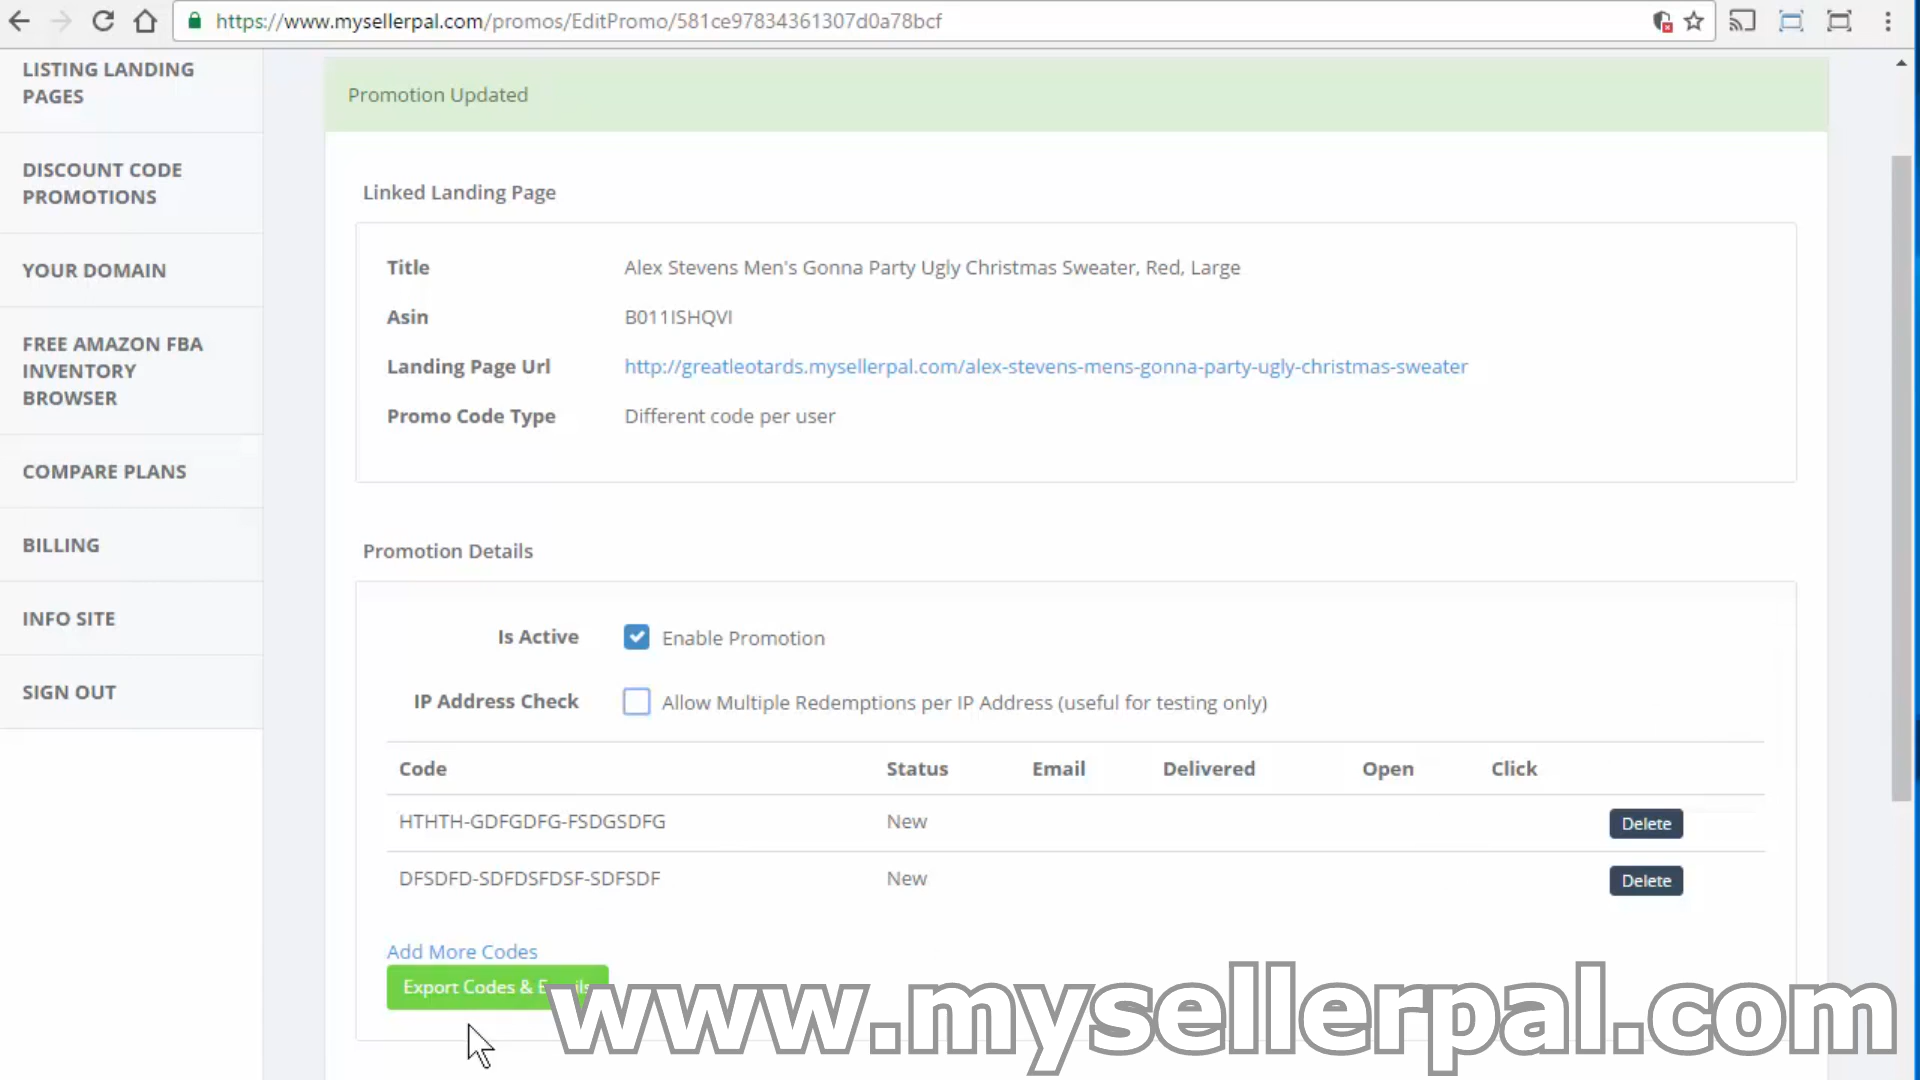 https://www.mysellerpal.com/promos/EditPromo/581ce97834361307d0a78bcf
LISTING LANDING
PAGES
DISCOUNT CODE
PROMOTIONS
YOUR DOMAIN
FREE AMAZON FBA
INVENTORY
BROWSER
COMPARE PLANS
BILLING
INFO SITE
SIGN OUT
Promotion Updated
Linked Landing Page
Title Alex Stevens Men's Gonna Party Ugly Christmas Sweater, Red, Large
Asin B011ISHQVI
Landing Page Url http://greatleotards.mysellerpal.com/alex-stevens-mens-gonna-party-ugly-christmas-sweater
Promo Code Type Different code per user
Promotion Details
Is Active Enable Promotion
IP Address Check Allow Multiple Redemptions per IP Address (useful for testing only)
Code Status Email Delivered Open Click
HTHTH-GDFGDFG-FSDGSDFG New Delete
DFSDFD-SDFDSFDSF-SDFSDF New Delete
Add More Codes
Export Codes &
www.mysellerpal.com